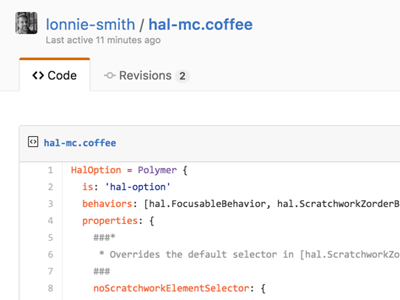 lonnie-smith / hal-mc.coffee
Last active 11 minutes ago
<> Code
Revisions 2
hal-mc.coffee
1 HalOption = Polymer {
2 is: 'hal-option'
3 behaviors: [hal.FocusableBehavior, hal.ScratchworkZorderB
4 properties: {
5 ###*
6 * Overrides the default selector in [hal.ScratchworkZo
7 ###
8 noScratchworkElementSelector: {